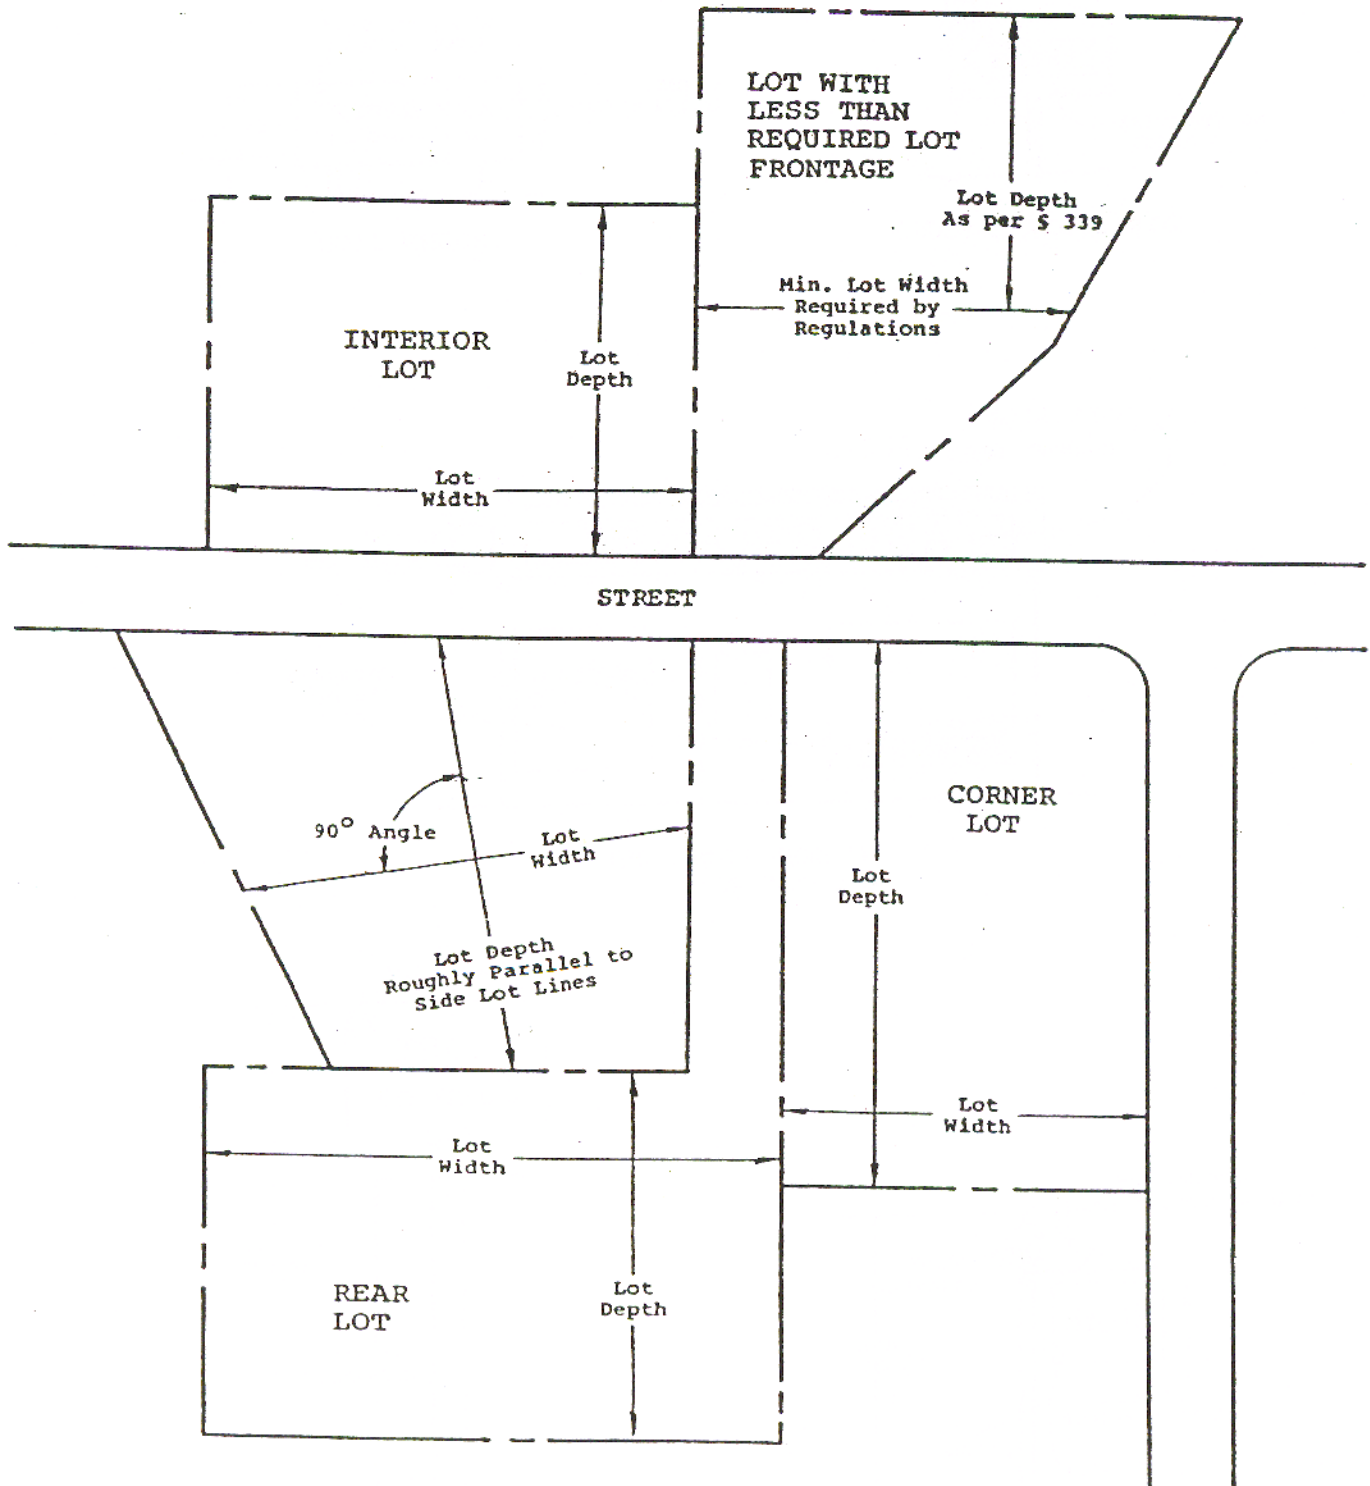 LOT WITH
LESS THAN
REQUIRED LOT
FRONTAGE
Lot Depth
As per S 339
Min. Lot Width
Required by
Regulations
INTERIOR
LOT
Lot
Depth
Lot
Width
STREET
90° Angle
Lot
Width
Lot Depth
Roughly Parallel to
Side Lot Lines
CORNER
LOT
Lot
Depth
Lot
Width
Lot
Width
REAR
LOT
Lot
Depth